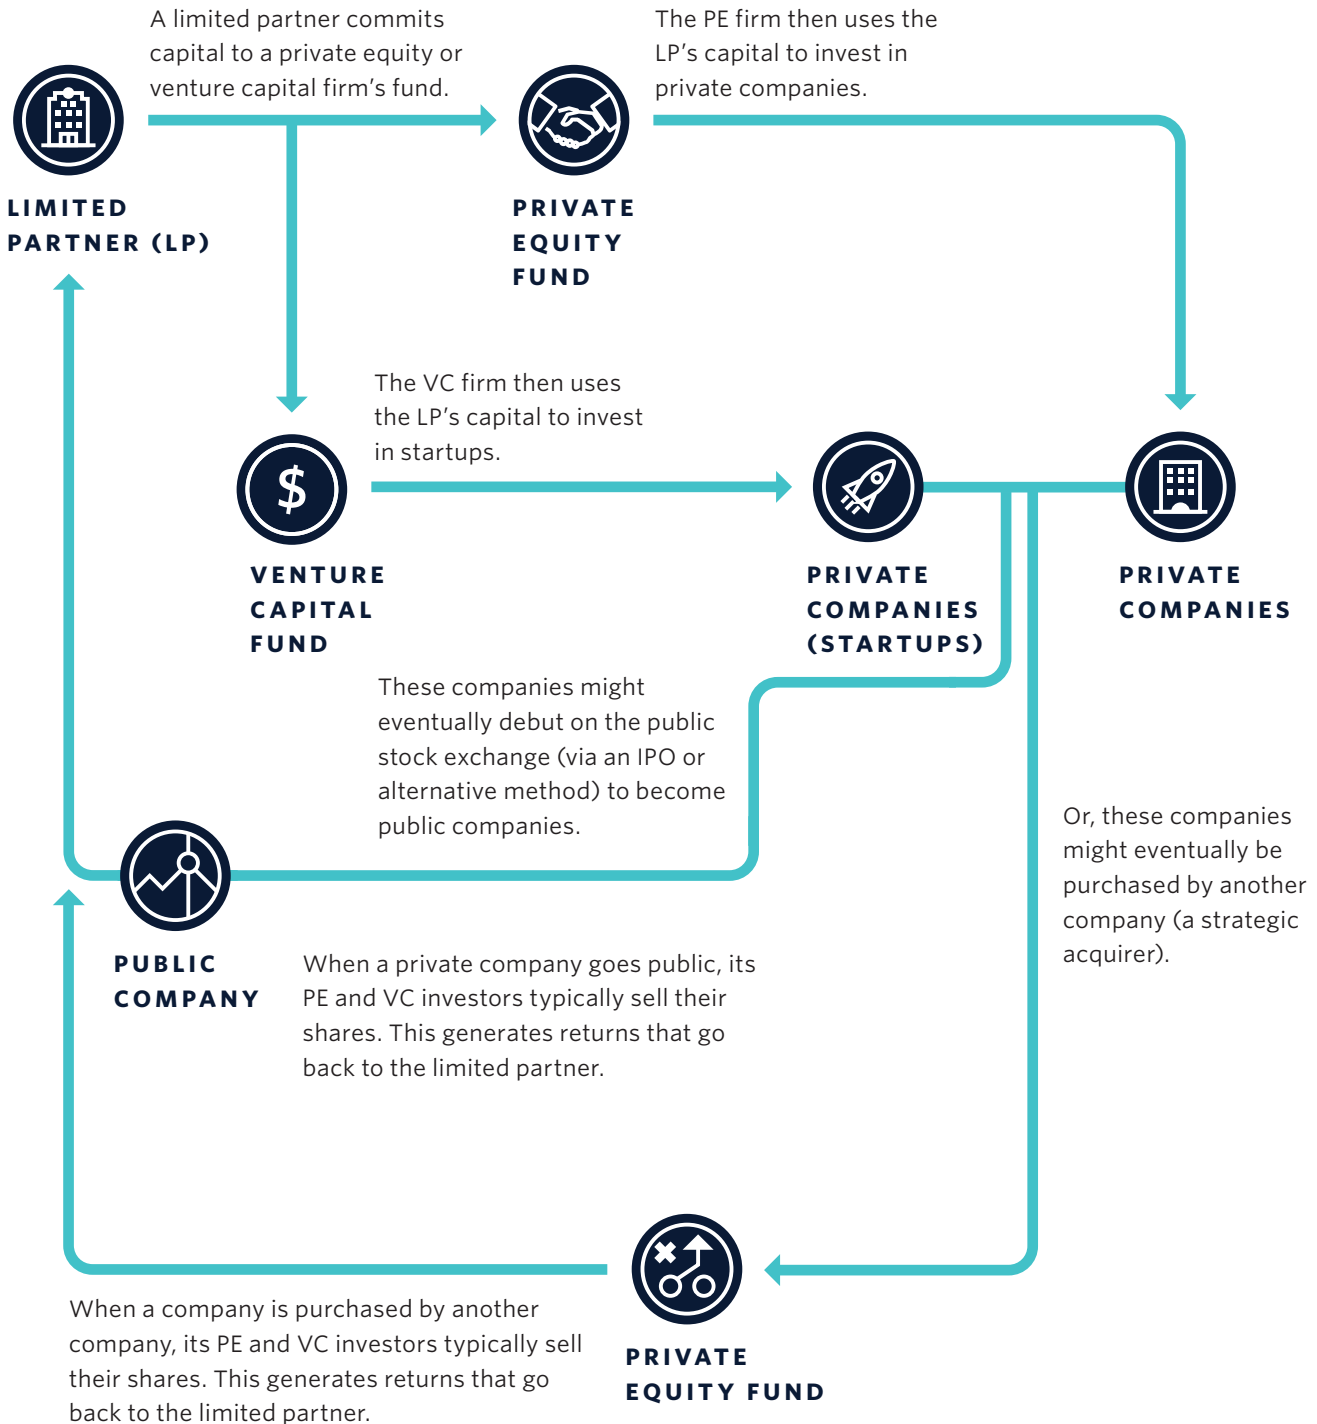 A limited partner commits
capital to a private equity or
venture capital firm’s fund.
The PE firm then uses the
LP’s capital to invest in
private companies.
LIMITED
PARTNER (LP)
PRIVATE
EQUITY
FUND
The VC firm then uses
the LP’s capital to invest
in startups.
$
VENTURE
CAPITAL
FUND
PRIVATE
COMPANIES
(STARTUPS)
PRIVATE
COMPANIES
These companies might
eventually debut on the public
stock exchange (via an IPO or
alternative method) to become
public companies.
Or, these companies
might eventually be
purchased by another
company (a strategic
acquirer).
PUBLIC
COMPANY
When a private company goes public, its
PE and VC investors typically sell their
shares. This generates returns that go
back to the limited partner.
When a company is purchased by another
company, its PE and VC investors typically sell
their shares. This generates returns that go
back to the limited partner.
PRIVATE
EQUITY FUND